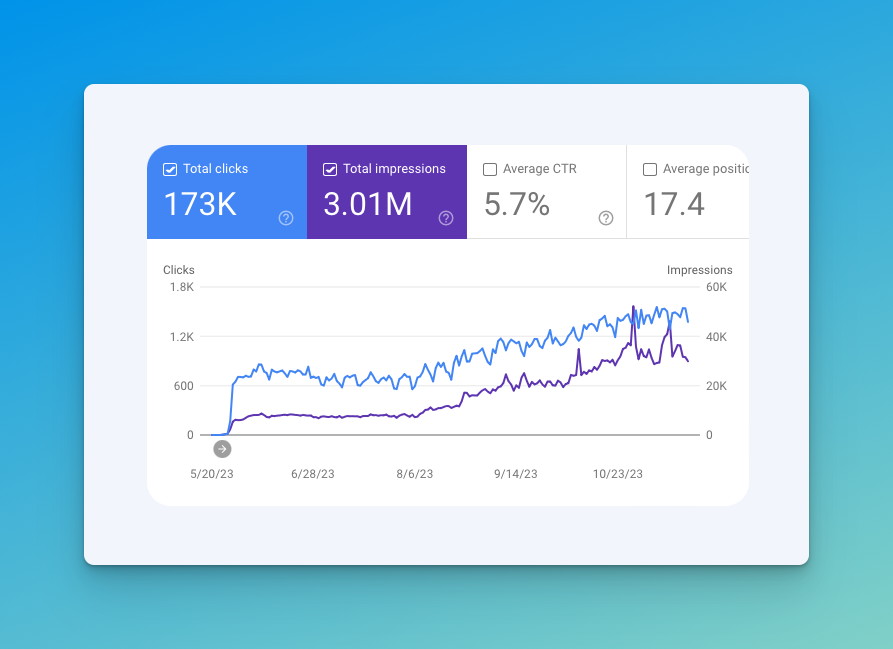 Total clicks Total impressions Average CTR Average positic
173K 3.01M 5.7% 17.4
Clicks Impressions
1.8K 60K
1.2K 40K
600 20K
0 0
5/20/23 6/28/23 8/6/23 9/14/23 10/23/23